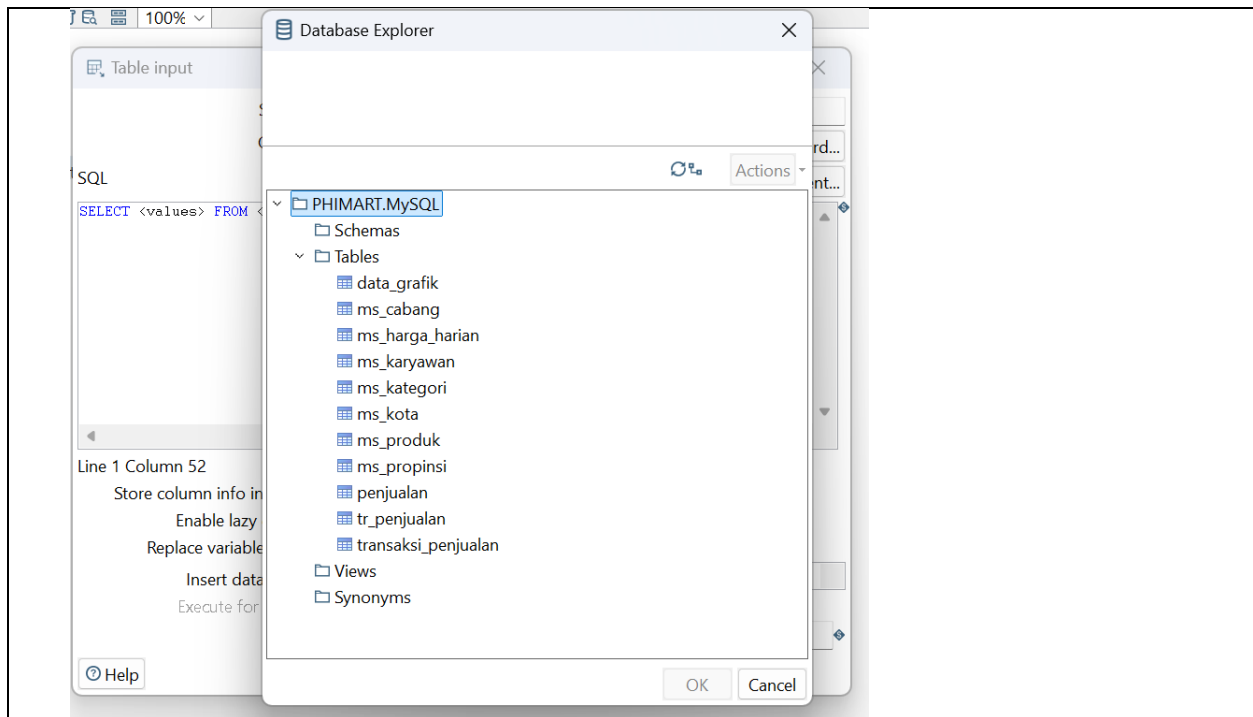 100%
Database Explorer
Table input
rd...
Actions
nt...
SQL
SELECT <values> FROM <
PHIMART.MySQL
Schemas
Tables
data_grafik
ms_cabang
ms_harga_harian
ms_karyawan
ms_kategori
ms_kota
ms_produk
ms_propinsi
penjualan
tr_penjualan
transaksi_penjualan
Views
Synonyms
Line 1 Column 52
Store column info in
Enable lazy
Replace variable
Insert data
Execute for
Help
OK Cancel